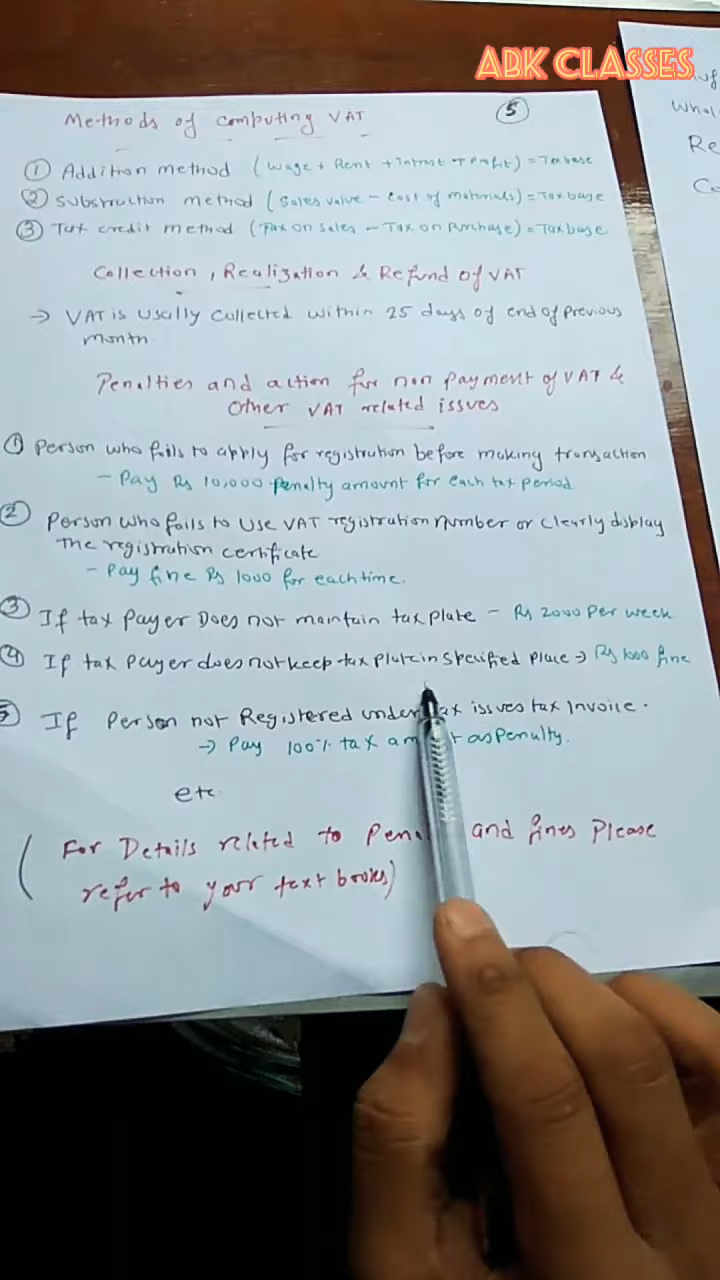 ABK CLASSES
Methods of computing VAT
5
① Addition method (Wage + Rent + Intrest + Profit) = Taxbase
② Substruction method (Sales value - Cost of materials) = Taxbase
③ Tax credit method (Tax on Sales - Tax on Purchase) = Taxbase
Collection, Realization & Refund of VAT
→ VAT is Usully Collected within 25 days of end of Previous
month.
Penalties and action for non Payment of VAT &
Other VAT related issues
① Person who fails to apply for registration before making transaction
- Pay Rs 10,000 Penalty amount for each tax period
② Person who fails to Use VAT registration number or Clearly display
The registration certificate
- Pay fine Rs 1000 for each time.
③ If tax Payer Does not maintain tax plate - Rs 2000 Per week
④ If tax Payer does not keep tax Plate in Specified Place → Rs 1000 fine
5 If Person not Registered under tax issues tax Invoice.
→ Pay 100% tax as Penalty.
etc.
(For Details related to and fines Please
refer to your text books)
Re